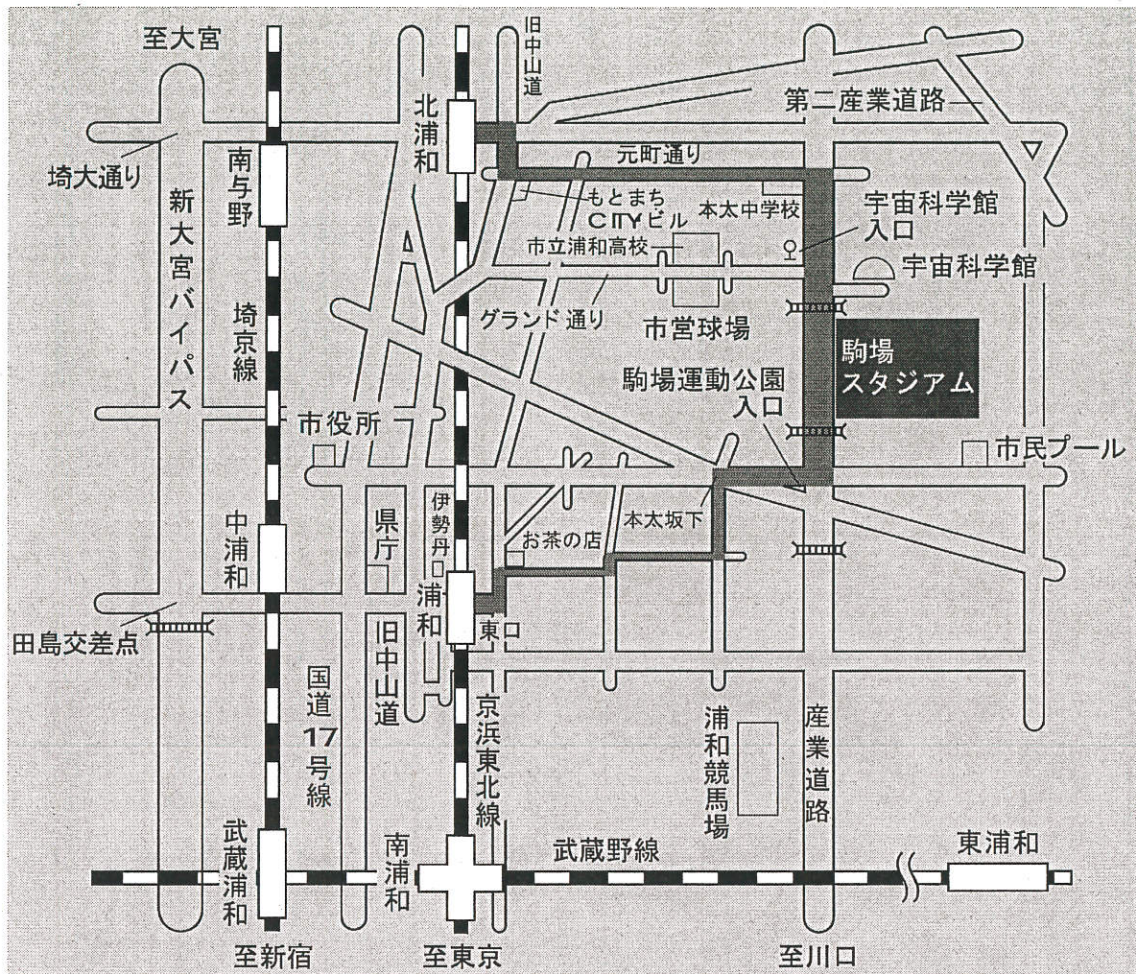 至大宮
旧中山道
北浦和
第二産業道路
埼大通り
南与野
元町通り
新大宮バイパス
もとまち
CITYビル
本太中学校
宇宙科学館
入口
市立浦和高校
宇宙科学館
埼京線
グランド通り
市営球場
駒場
スタジアム
駒場運動公園
入口
市役所
市民プール
伊勢丹
本太坂下
中浦和
県庁
お茶の店
浦和
東口
田島交差点
旧中山道
国道17号線
京浜東北線
浦和競馬場
産業道路
武蔵浦和
南浦和
武蔵野線
東浦和
至新宿
至東京
至川口